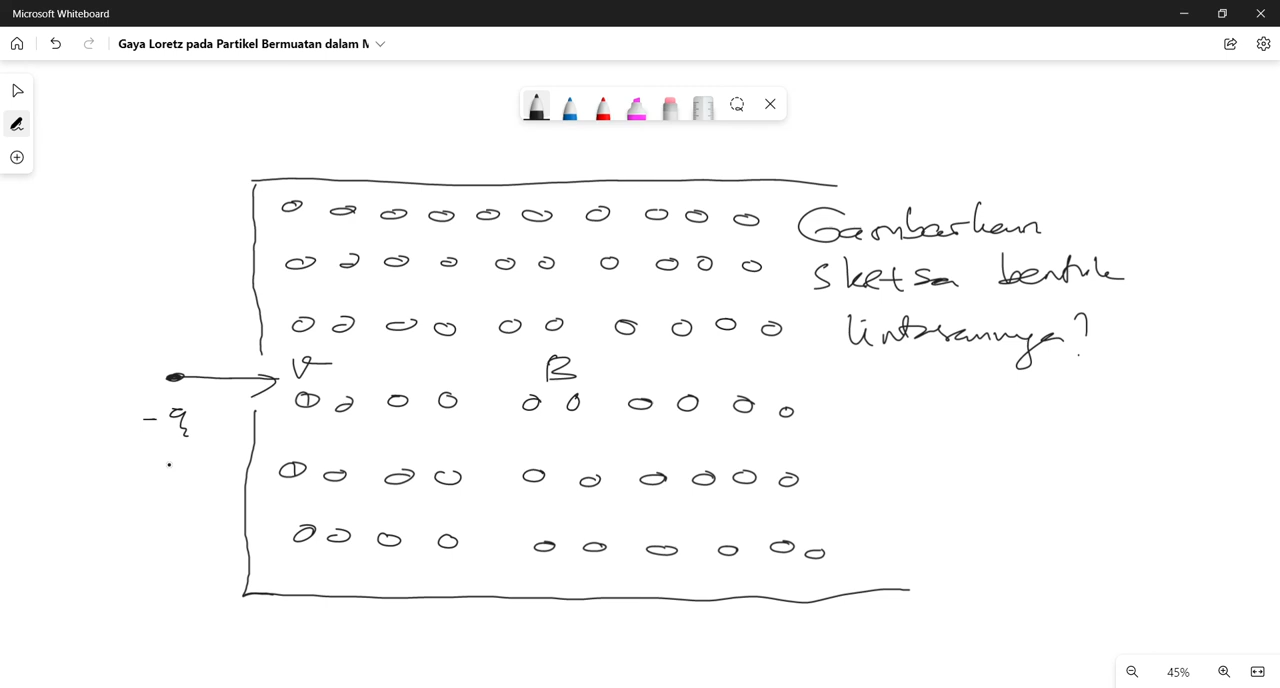 Microsoft Whiteboard
Gaya Loretz pada Partikel Bermuatan dalam M
Gambarkan
sketsa bentuk
lintasannya?
V
B
- q
45%